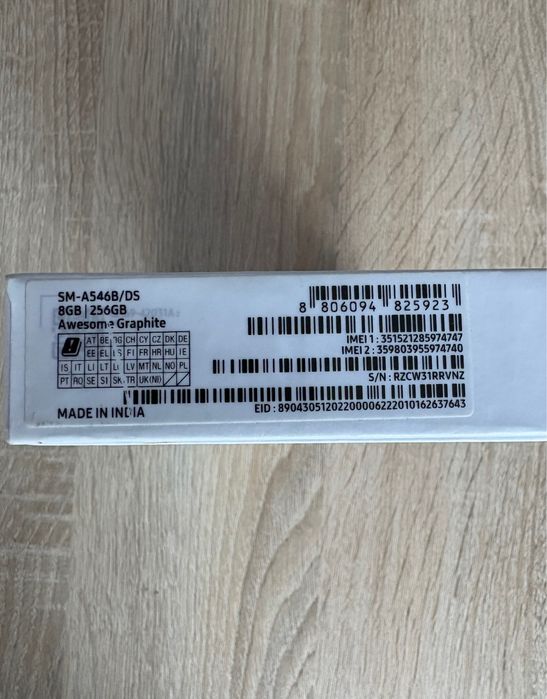 SM-A546B/DS
8GB | 256GB
Awesome Graphite
AT BE BG CH CY CZ DK DE
EE EL ES FI FR HR HU IE
IS IT LI LT LU LV MT NL NO PL
PT RO SE SI SK TR UK(NI)
MADE IN INDIA
8 806094 825923
IMEI 1 : 351521285974747
IMEI 2 : 359803955974740
S/N : RZCW31RRVNZ
EID : 89043051202200006222010162637643